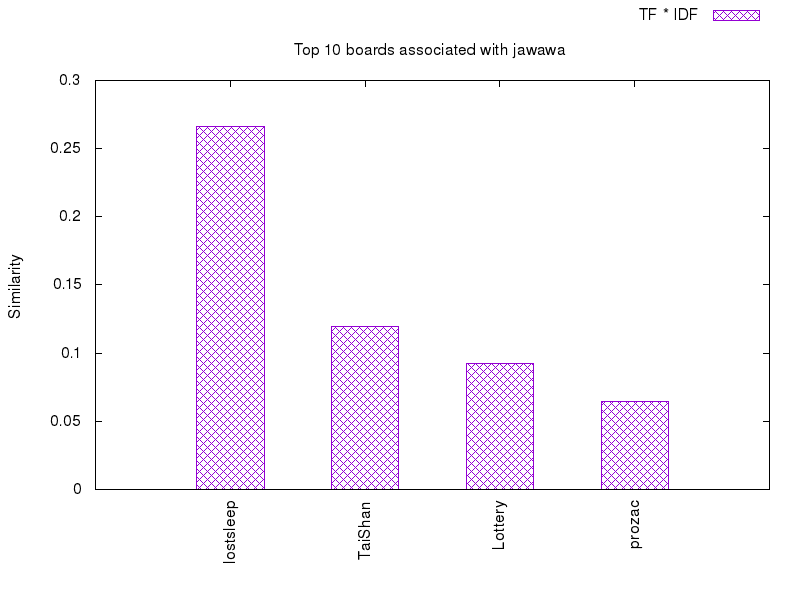 TF * IDF
Top 10 boards associated with jawawa
0.3
0.25
0.2
0.15
0.1
0.05
0
Similarity
lostsleep
TaiShan
Lottery
prozac